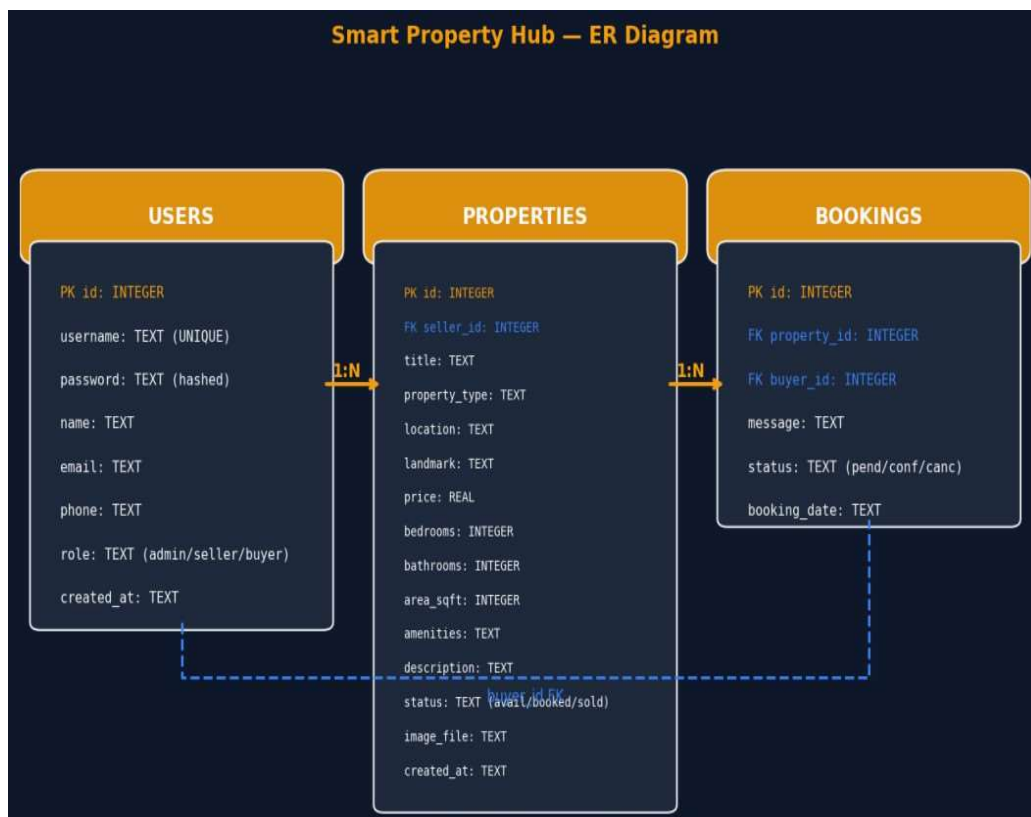 Smart Property Hub — ER Diagram
USERS
PK id: INTEGER
username: TEXT (UNIQUE)
password: TEXT (hashed)
name: TEXT
email: TEXT
phone: TEXT
role: TEXT (admin/seller/buyer)
created_at: TEXT
1:N
PROPERTIES
PK id: INTEGER
FK seller_id: INTEGER
title: TEXT
property_type: TEXT
location: TEXT
landmark: TEXT
price: REAL
bedrooms: INTEGER
bathrooms: INTEGER
area_sqft: INTEGER
amenities: TEXT
description: TEXT
buyer_id FK
status: TEXT (avail/booked/sold)
image_file: TEXT
created_at: TEXT
1:N
BOOKINGS
PK id: INTEGER
FK property_id: INTEGER
FK buyer_id: INTEGER
message: TEXT
status: TEXT (pend/conf/canc)
booking_date: TEXT